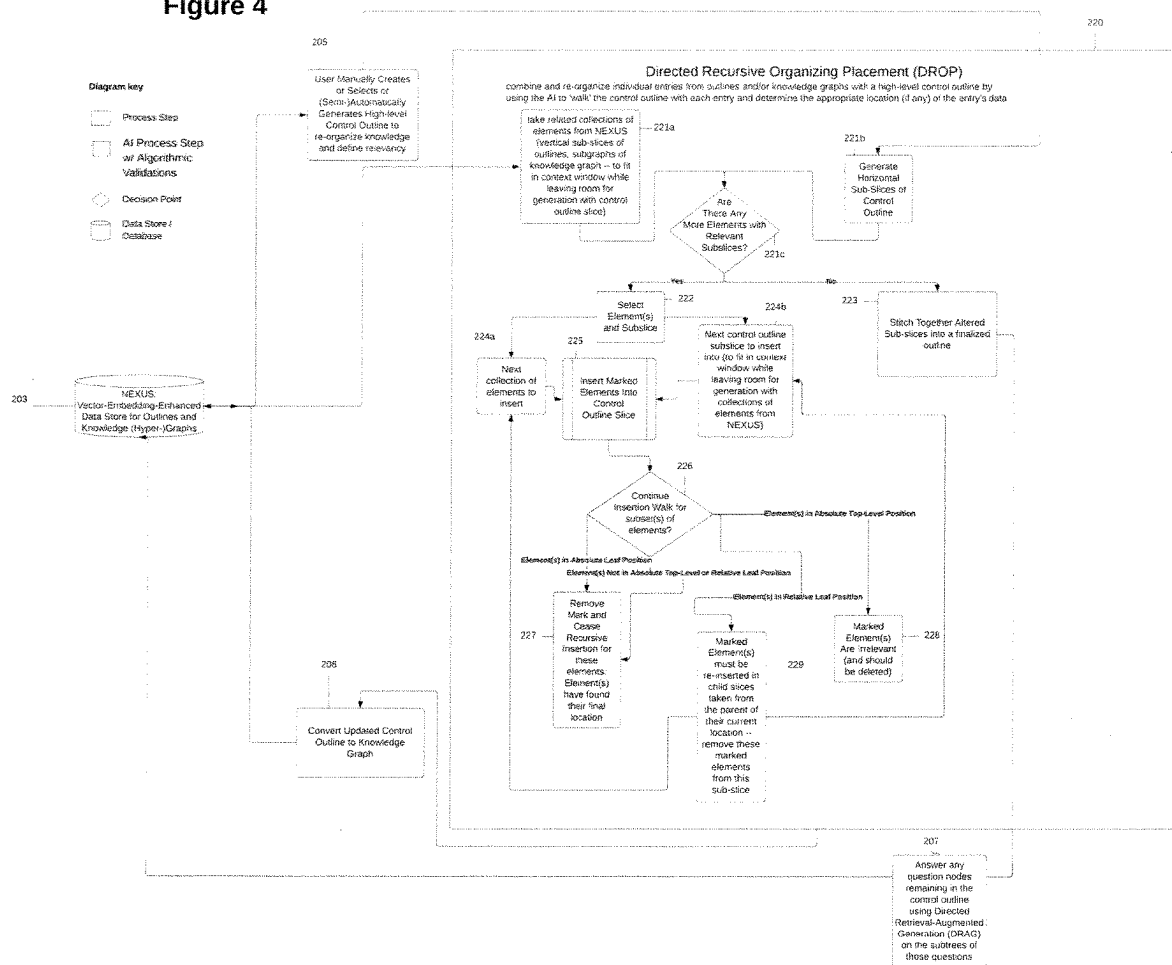 Figure 4
220
205
User Manually Creates
or Selects or
(Semi-)Automatically
Generates High-level
Control Outline to
re-organize knowledge
and define relevancy
Diagram key
Process Step
AI Process Step
w/ Algorithmic
Validations
Decision Point
Data Store /
Database
Directed Recursive Organizing Placement (DROP)
combine and re-organize individual entries from outlines and/or knowledge graphs with a high-level control outline by
using the AI to 'walk' the control outline with each entry and determine the appropriate location (if any) of the entry's data
take related collections of
elements from NEXUS
(vertical sub-slices of
outlines, subgraphs of
knowledge graph -- to fit
in context window while
leaving room for
generation with control
outline slice)
221a
221b
Generate
Horizontal
Sub-Slices of
Control
Outline
Are
There Any
More Elements with
Relevant
Subslices?
221c
Yes
No
Select
Element(s)
and Subslice
222
223
Stitch Together Altered
Sub-slices into a finalized
outline
224a
Next
collection of
elements to
insert
225
Insert Marked
Elements Into
Control
Outline Slice
224b
Next control outline
subslice to insert
into (to fit in context
window while
leaving room for
generation with
collections of
elements from
NEXUS)
203
NEXUS:
Vector-Embedding-Enhanced
Data Store for Outlines and
Knowledge (Hyper-)Graphs
226
Continue
Insertion Walk for
subset(s) of
elements?
Element(s) in Absolute Top-Level Position
Element(s) in Absolute Leaf Position
Element(s) Not in Absolute Top-Level or Relative Leaf Position
Element(s) in Relative Leaf Position
227
Remove
Mark and
Cease
Recursive
Insertion for
these
elements.
Element(s)
have found
their final
location
Marked
Element(s)
must be
re-inserted in
child slices
taken from
the parent of
their current
location --
remove these
marked
elements
from this
sub-slice
229
Marked
Element(s)
Are Irrelevant
(and should
be deleted)
228
206
Convert Updated Control
Outline to Knowledge
Graph
207
Answer any
question nodes
remaining in the
control outline
using Directed
Retrieval-Augmented
Generation (DRAG)
on the subtrees of
those questions